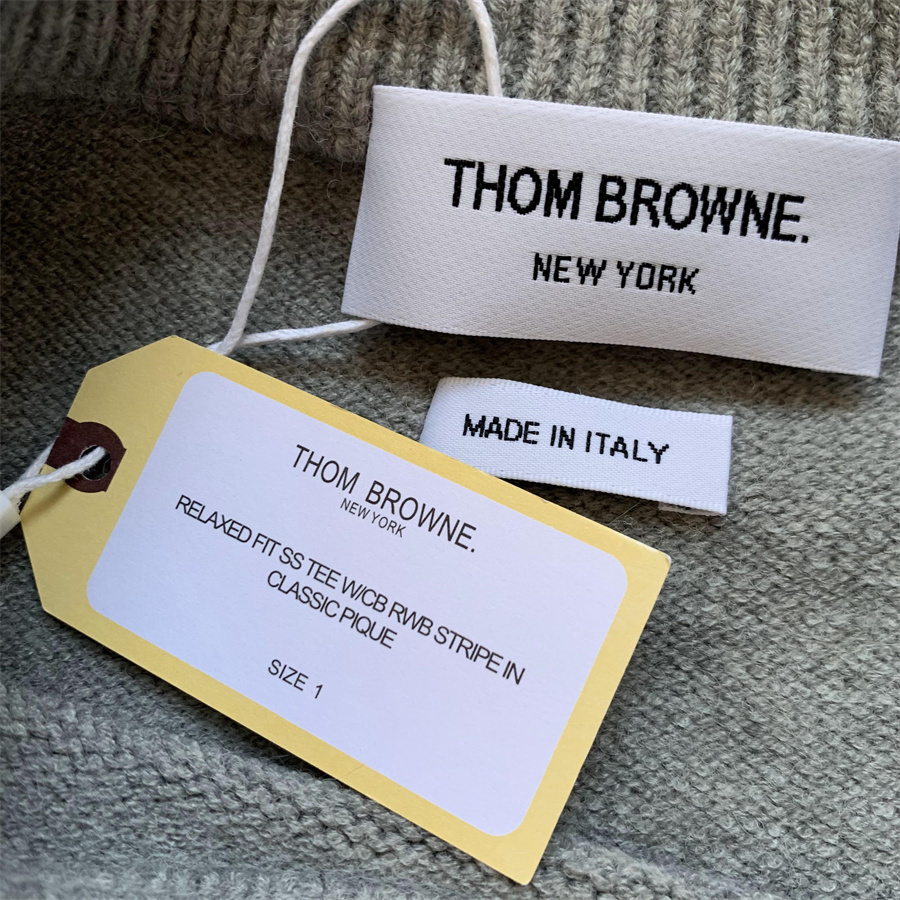 THOM BROWNE.
NEW YORK
MADE IN ITALY
THOM BROWNE.
NEW YORK
RELAXED FIT SS TEE W/CB RWB STRIPE IN
CLASSIC PIQUE
SIZE 1